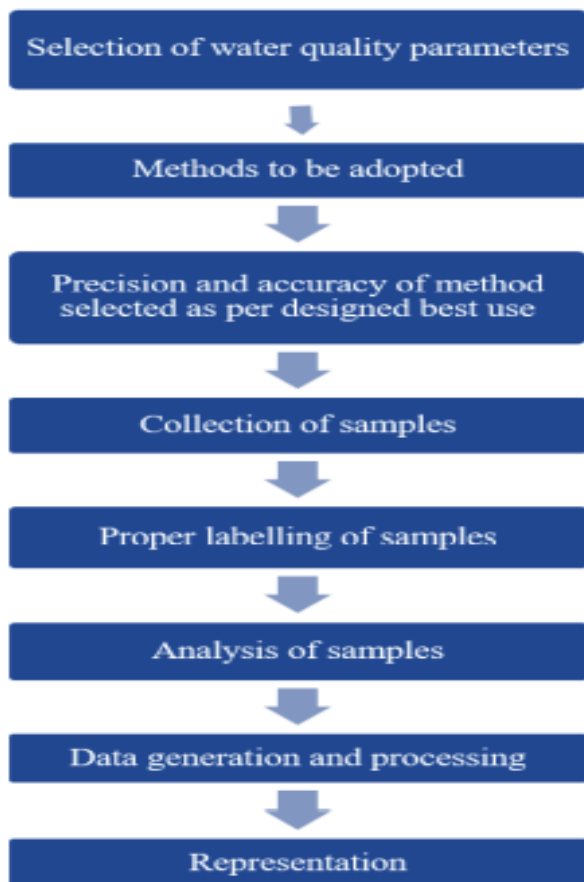 Selection of water quality parameters
Methods to be adopted
Precision and accuracy of method
selected as per designed best use
Collection of samples
Proper labelling of samples
Analysis of samples
Data generation and processing
Representation